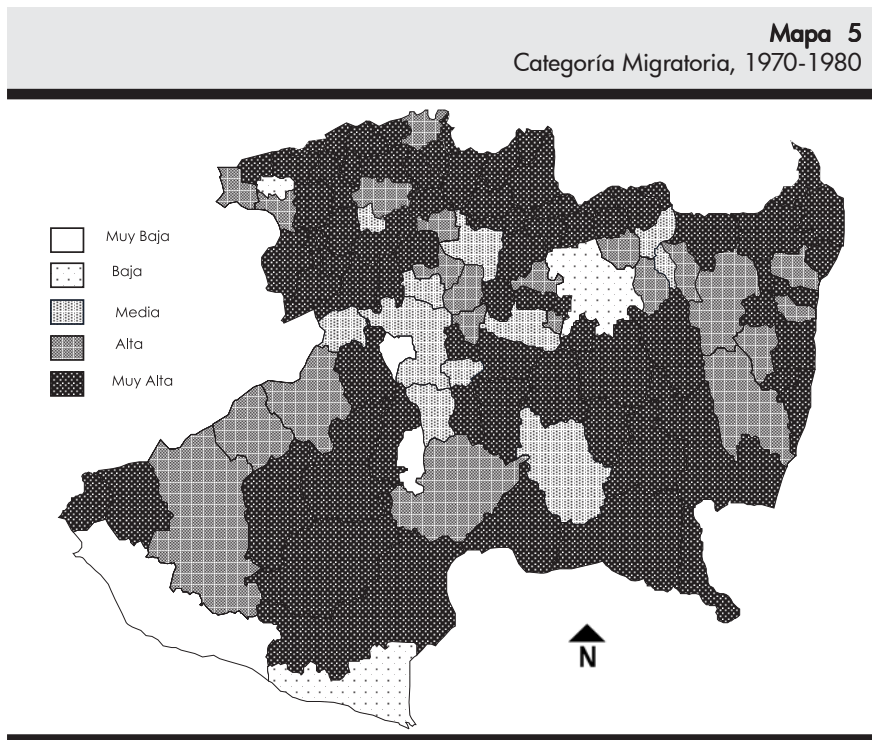 Mapa 5
Categoría Migratoria, 1970-1980
Muy Baja
Baja
Media
Alta
Muy Alta
N